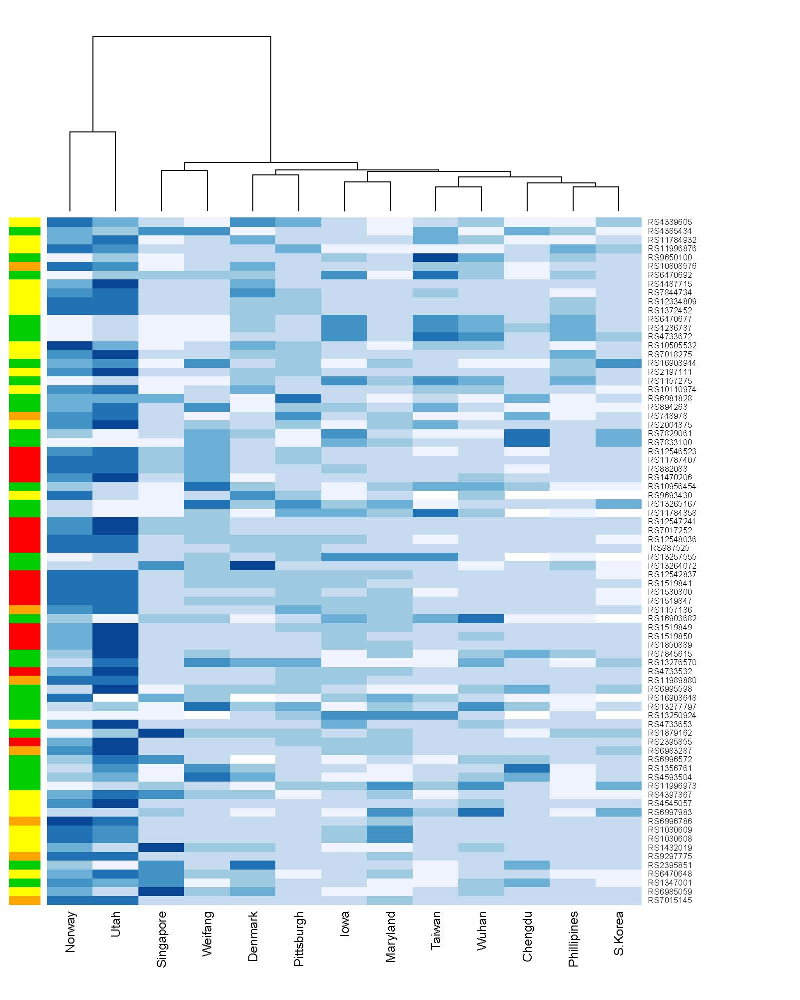 RS4339605
RS4385434
RS11784932
RS11996876
RS9650100
RS10808576
RS6470692
RS4487715
RS7844734
RS12334809
RS1372452
RS6470677
RS4236737
RS4733672
RS10505532
RS7018275
RS16903944
RS2197111
RS1157275
RS10110974
RS6981828
RS894263
RS748978
RS2004375
RS7829061
RS7833100
RS12546523
RS11787407
RS882083
RS1470206
RS10956454
RS9693430
RS13265167
RS11784358
RS12547241
RS7017252
RS12548036
RS987525
RS13257555
RS13264072
RS12542837
RS1519841
RS1530300
RS1519847
RS1157136
RS16903682
RS1519849
RS1519850
RS1850889
RS7845615
RS13276570
RS4733532
RS11989880
RS6995598
RS16903648
RS13277797
RS13250924
RS4733653
RS1879162
RS2395855
RS6983287
RS6996572
RS1356761
RS4593504
RS11996973
RS4397367
RS4545057
RS6997983
RS6996786
RS1030609
RS1030608
RS1432019
RS9297775
RS2395851
RS6470648
RS1347001
RS6985059
RS7015145
Norway
Utah
Singapore
Weifang
Denmark
Pittsburgh
Iowa
Maryland
Taiwan
Wuhan
Chengdu
Phillipines
S.Korea